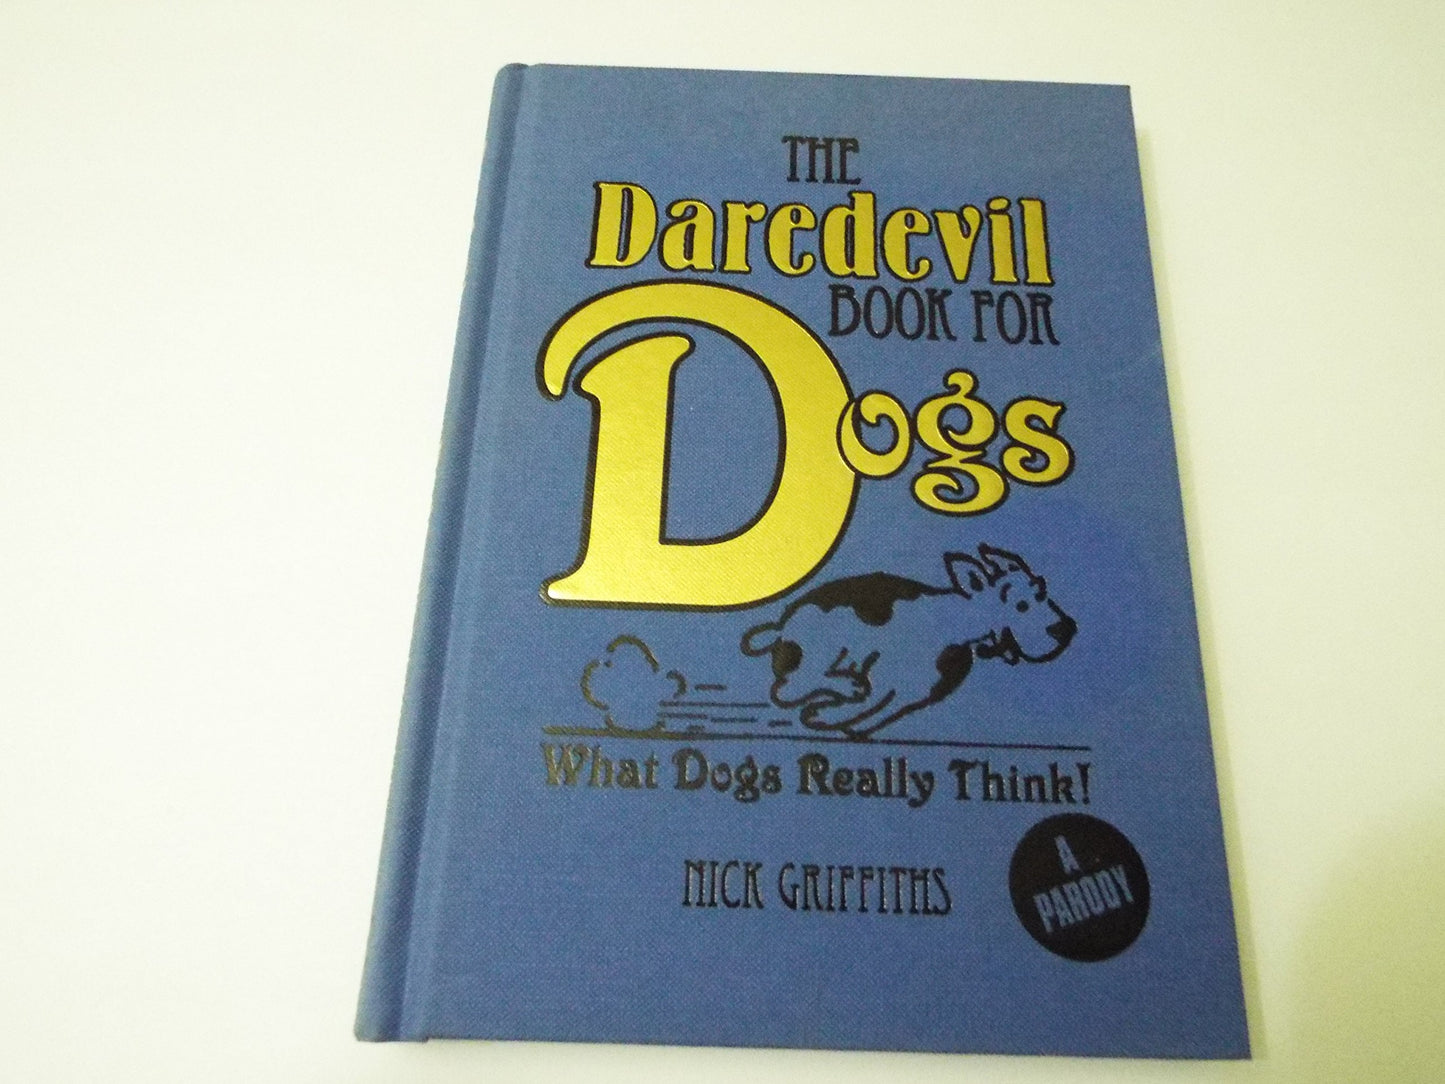 THE
Daredevil
BOOK FOR
Dogs
What Dogs Really Think!
NICK GRIFFITHS
A
PARODY